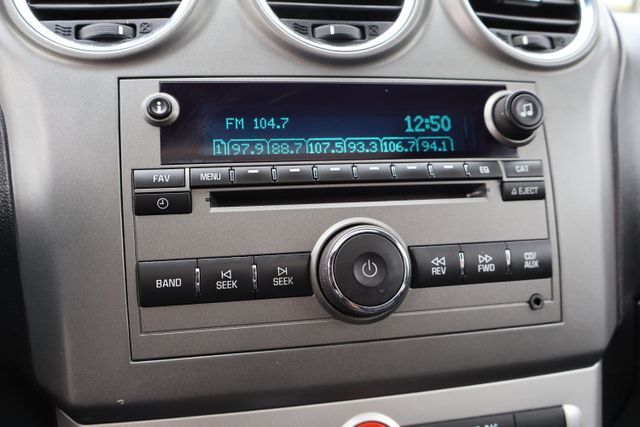 FM 104.7 12:50
1 97.9 88.7 107.5 93.3 106.7 94.1
FAV MENU EQ CAT
EJECT
BAND SEEK SEEK REV FWD CD/
AUX